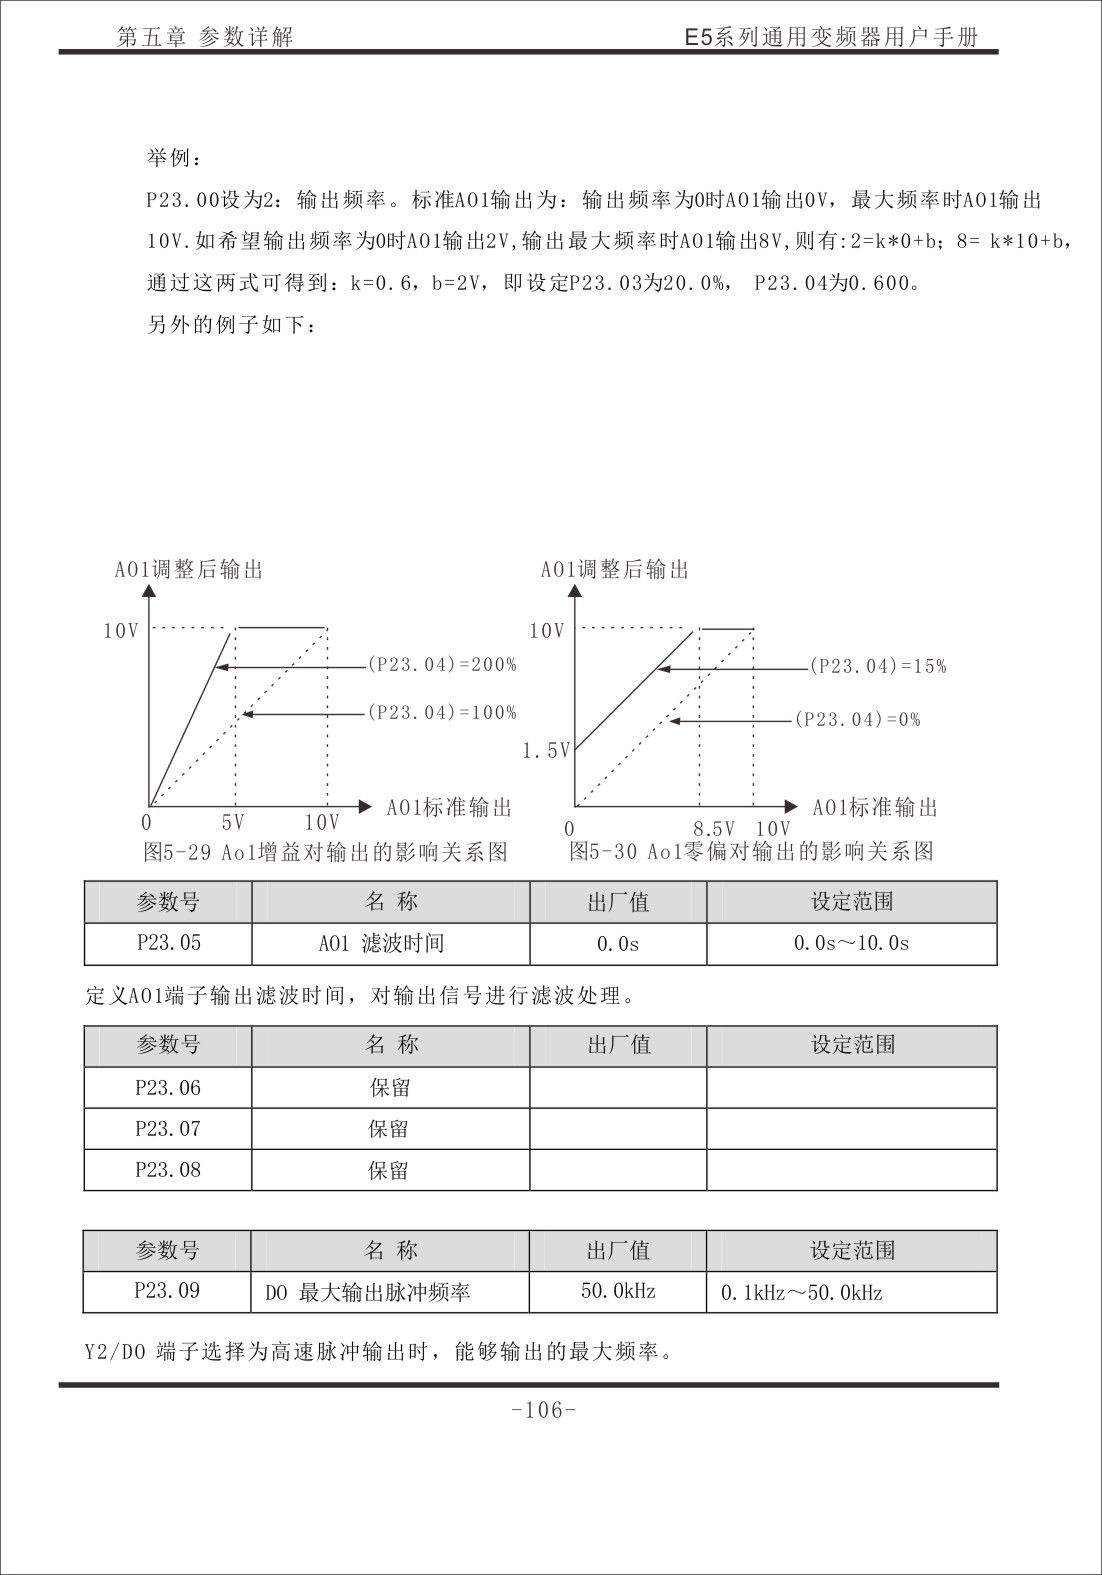 第五章 参数详解 E5系列通用变频器用户手册
举例：
P23.00设为2：输出频率。标准AO1输出为：输出频率为0时AO1输出0V，最大频率时AO1输出
10V.如希望输出频率为0时AO1输出2V,输出最大频率时AO1输出8V,则有:2=k*0+b；8= k*10+b，
通过这两式可得到：k=0.6，b=2V，即设定P23.03为20.0%， P23.04为0.600。
另外的例子如下：
AO1调整后输出
10V
(P23.04)=200%
(P23.04)=100%
AO1标准输出
0 5V 10V
图5-29 Ao1增益对输出的影响关系图
AO1调整后输出
10V
(P23.04)=15%
(P23.04)=0%
1.5V
AO1标准输出
0 8.5V 10V
图5-30 Ao1零偏对输出的影响关系图
参数号 名 称 出厂值 设定范围
P23.05 AO1 滤波时间 0.0s 0.0s～10.0s
定义AO1端子输出滤波时间，对输出信号进行滤波处理。
参数号 名 称 出厂值 设定范围
P23.06 保留
P23.07 保留
P23.08 保留
参数号 名 称 出厂值 设定范围
P23.09 DO 最大输出脉冲频率 50.0kHz 0.1kHz～50.0kHz
Y2/DO 端子选择为高速脉冲输出时，能够输出的最大频率。
-106-